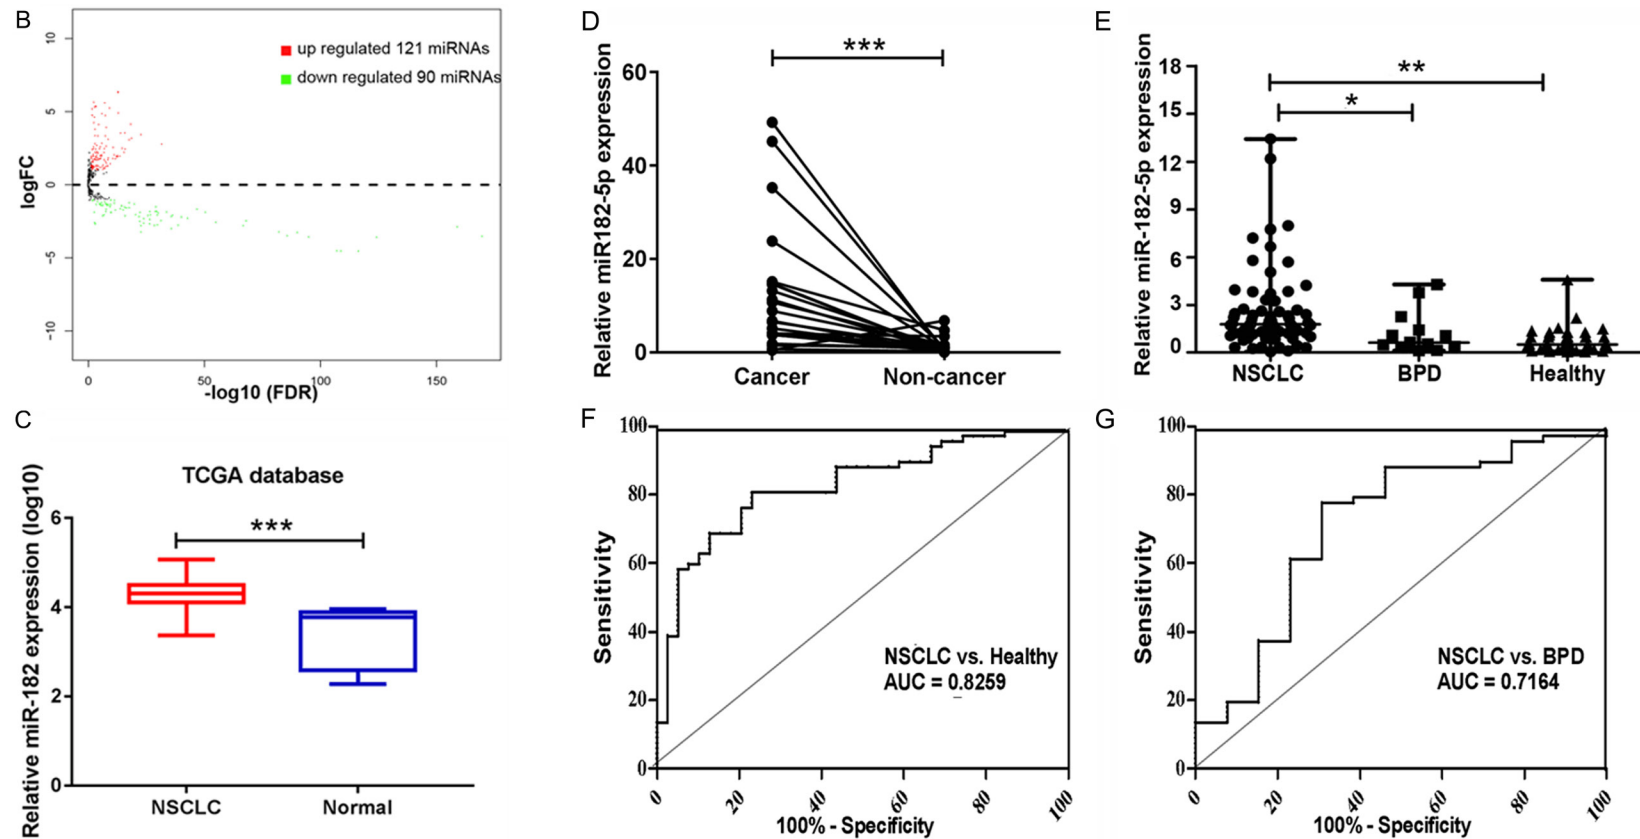 B
up regulated 121 miRNAs
down regulated 90 miRNAs
logFC
10
5
0
-5
-10
0
50
100
150
-log10 (FDR)
C
TCGA database
***
Relative miR-182 expression (log10)
6
4
2
0
NSCLC
Normal
D
***
Relative miR182-5p expression
60
40
20
0
Cancer
Non-cancer
E
**
*
Relative miR-182-5p expression
18
15
12
9
6
3
0
NSCLC
BPD
Healthy
F
Sensitivity
100
80
60
40
20
0
NSCLC vs. Healthy
AUC = 0.8259
0
20
40
60
80
100
100% - Specificity
G
Sensitivity
100
80
60
40
20
0
NSCLC vs. BPD
AUC = 0.7164
0
20
40
60
80
100
100% - Specificity